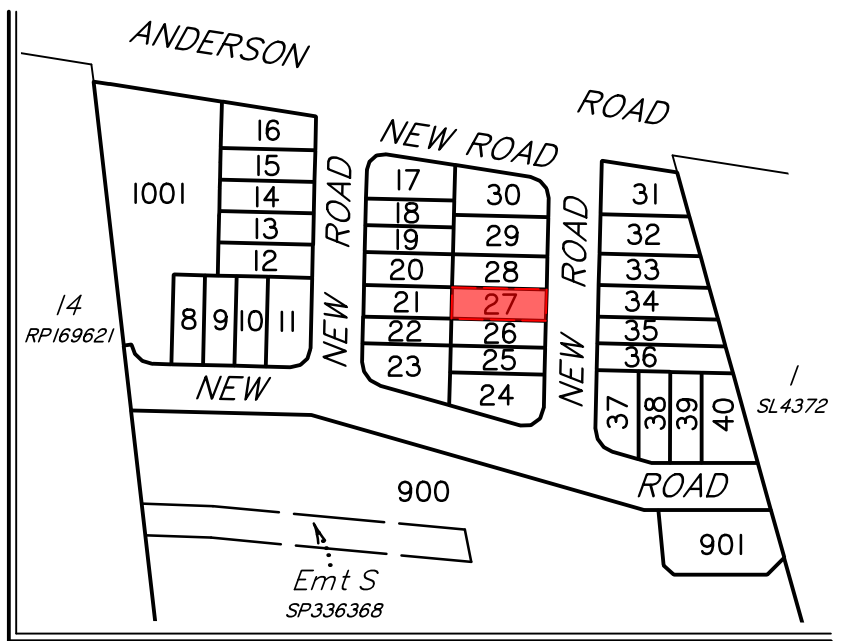 ANDERSON
ROAD
NEW ROAD
16
15
14
13
12
1001
8 9 10 11
NEW ROAD
17
18
19
20
21
22
23
30
29
28
27
26
25
24
NEW ROAD
31
32
33
34
35
36
37 38 39 40
14
RP169621
1
SL4372
NEW
ROAD
900
901
Emt S
SP336368